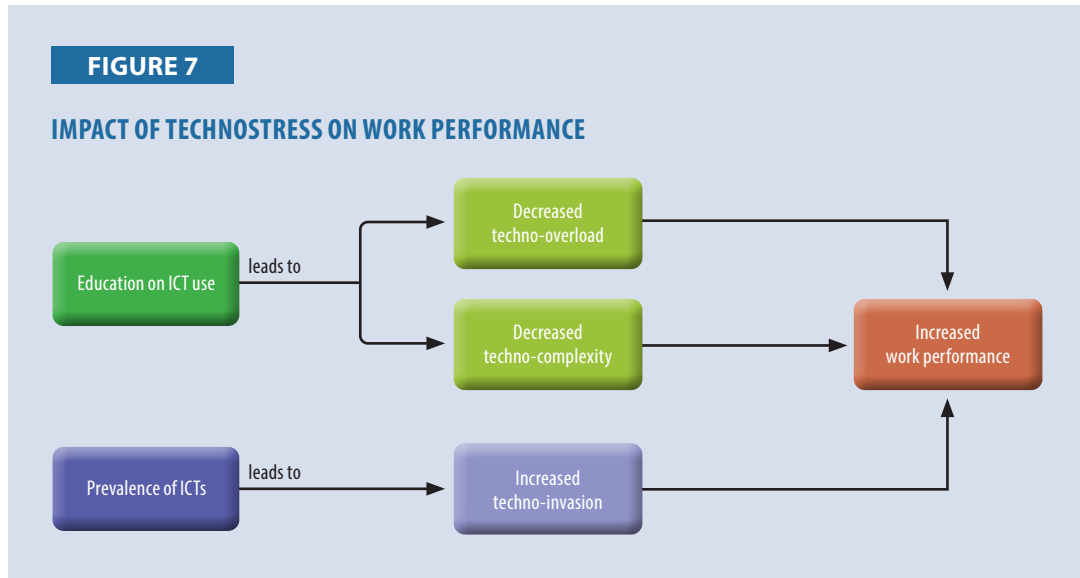 FIGURE 7
IMPACT OF TECHNOSTRESS ON WORK PERFORMANCE
Education on ICT use
leads to
Decreased
techno-overload
Decreased
techno-complexity
Increased
work performance
Prevalence of ICTs
leads to
Increased
techno-invasion